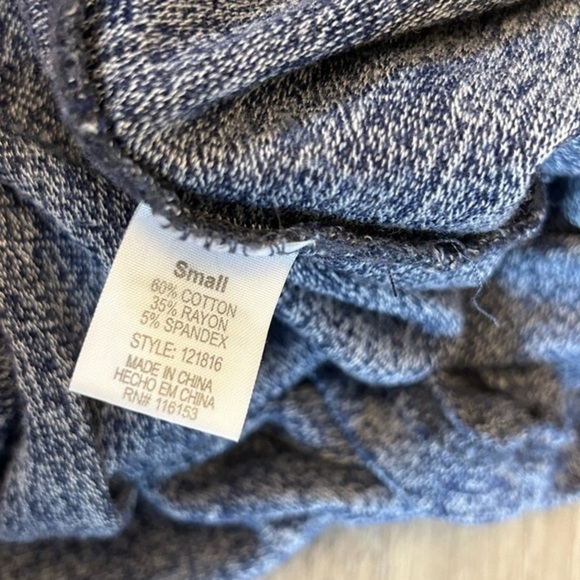 Small
60% COTTON
35% RAYON
5% SPANDEX
STYLE: 121816
MADE IN CHINA
HECHO EM CHINA
RN# 116153